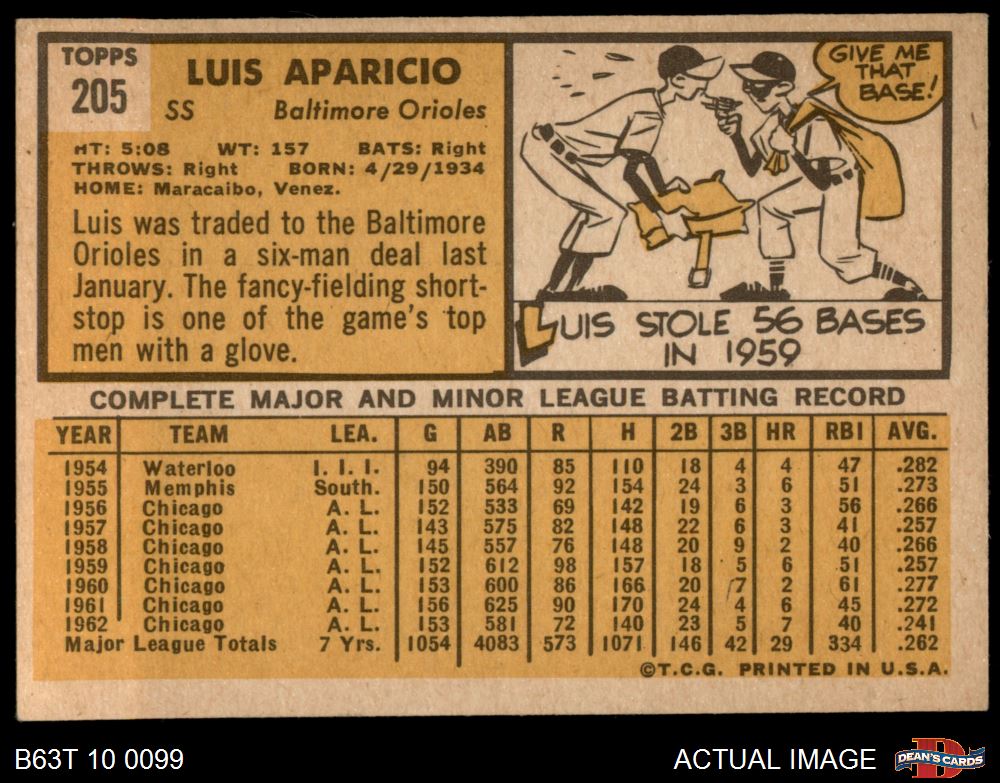 TOPPS
205
LUIS APARICIO
SS Baltimore Orioles
HT: 5:08 WT: 157 BATS: Right
THROWS: Right BORN: 4/29/1934
HOME: Maracaibo, Venez.
Luis was traded to the Baltimore
Orioles in a six-man deal last
January. The fancy-fielding short-
stop is one of the game's top
men with a glove.
GIVE ME
THAT
BASE!
LUIS STOLE 56 BASES
IN 1959
COMPLETE MAJOR AND MINOR LEAGUE BATTING RECORD
YEAR TEAM LEA. G AB R H 2B 3B HR RBI AVG.
1954 Waterloo I. I. I. 94 390 85 110 18 4 4 47 .282
1955 Memphis South. 150 564 92 154 24 3 6 51 .273
1956 Chicago A. L. 152 533 69 142 19 6 3 56 .266
1957 Chicago A. L. 143 575 82 148 22 6 3 41 .257
1958 Chicago A. L. 145 557 76 148 20 9 2 40 .266
1959 Chicago A. L. 152 612 98 157 18 5 6 51 .257
1960 Chicago A. L. 153 600 86 166 20 7 2 61 .277
1961 Chicago A. L. 156 625 90 170 24 4 6 45 .272
1962 Chicago A. L. 153 581 72 140 23 5 7 40 .241
Major League Totals 7 Yrs. 1054 4083 573 1071 146 42 29 334 .262
©T.C.G. PRINTED IN U.S.A.
B63T 10 0099
ACTUAL IMAGE
DEAN'S CARDS